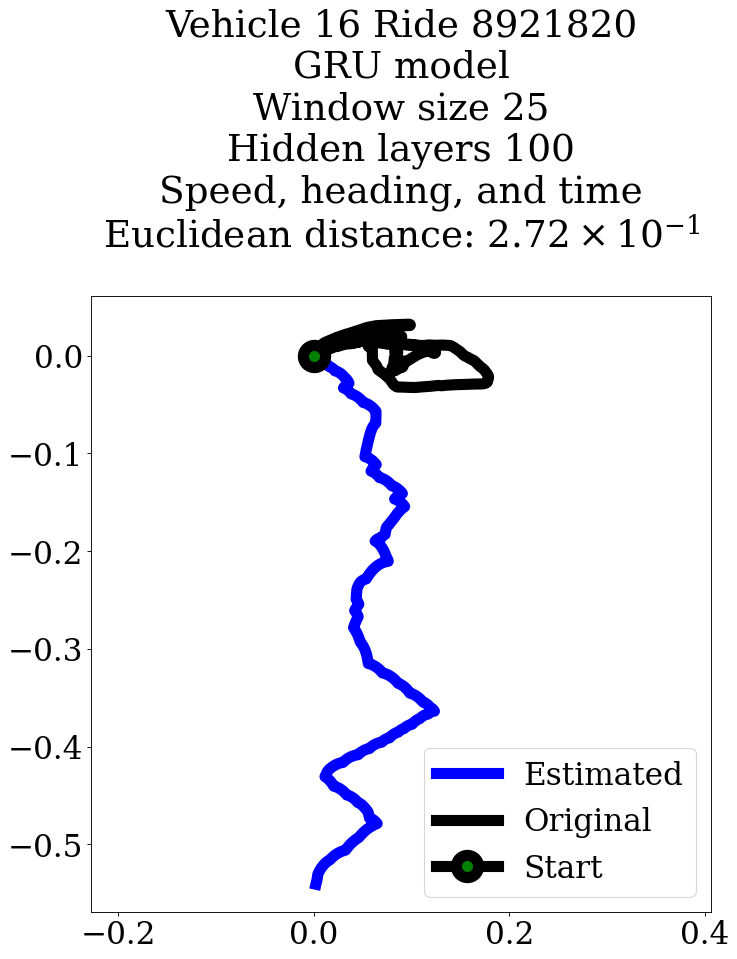 Vehicle 16 Ride 8921820
GRU model
Window size 25
Hidden layers 100
Speed, heading, and time
Euclidean distance: 2.72 × 10⁻¹
0.0
−0.1
−0.2
−0.3
−0.4
−0.5
Estimated
Original
Start
−0.2 0.0 0.2 0.4